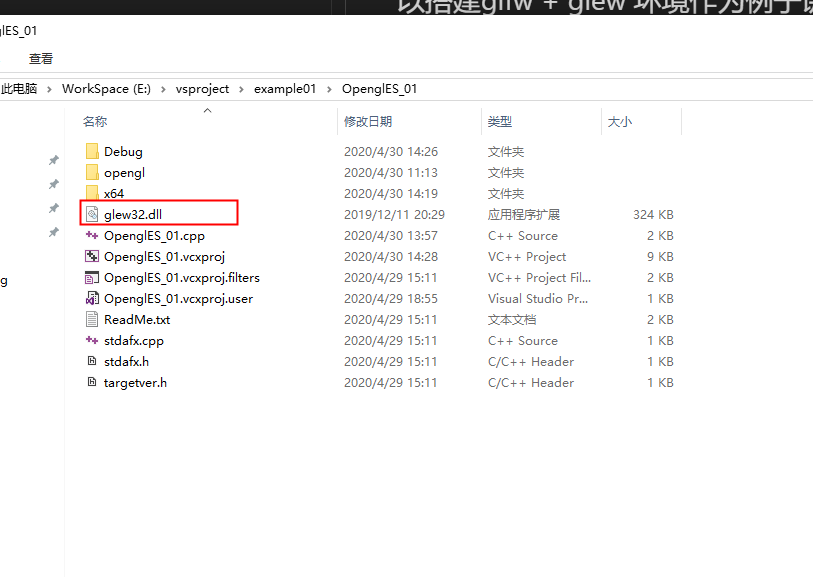 以搭建glfw + glew 环境作为例子
lES_01
查看
此电脑 > WorkSpace (E:) > vsproject > example01 > OpenglES_01
名称 修改日期 类型 大小
Debug 2020/4/30 14:26 文件夹
opengl 2020/4/30 11:13 文件夹
x64 2020/4/30 14:19 文件夹
glew32.dll 2019/12/11 20:29 应用程序扩展 324 KB
OpenglES_01.cpp 2020/4/30 13:57 C++ Source 2 KB
OpenglES_01.vcxproj 2020/4/30 14:28 VC++ Project 9 KB
OpenglES_01.vcxproj.filters 2020/4/29 15:11 VC++ Project Fil... 2 KB
OpenglES_01.vcxproj.user 2020/4/29 18:55 Visual Studio Pr... 1 KB
ReadMe.txt 2020/4/29 15:11 文本文档 2 KB
stdafx.cpp 2020/4/29 15:11 C++ Source 1 KB
stdafx.h 2020/4/29 15:11 C/C++ Header 1 KB
targetver.h 2020/4/29 15:11 C/C++ Header 1 KB
g